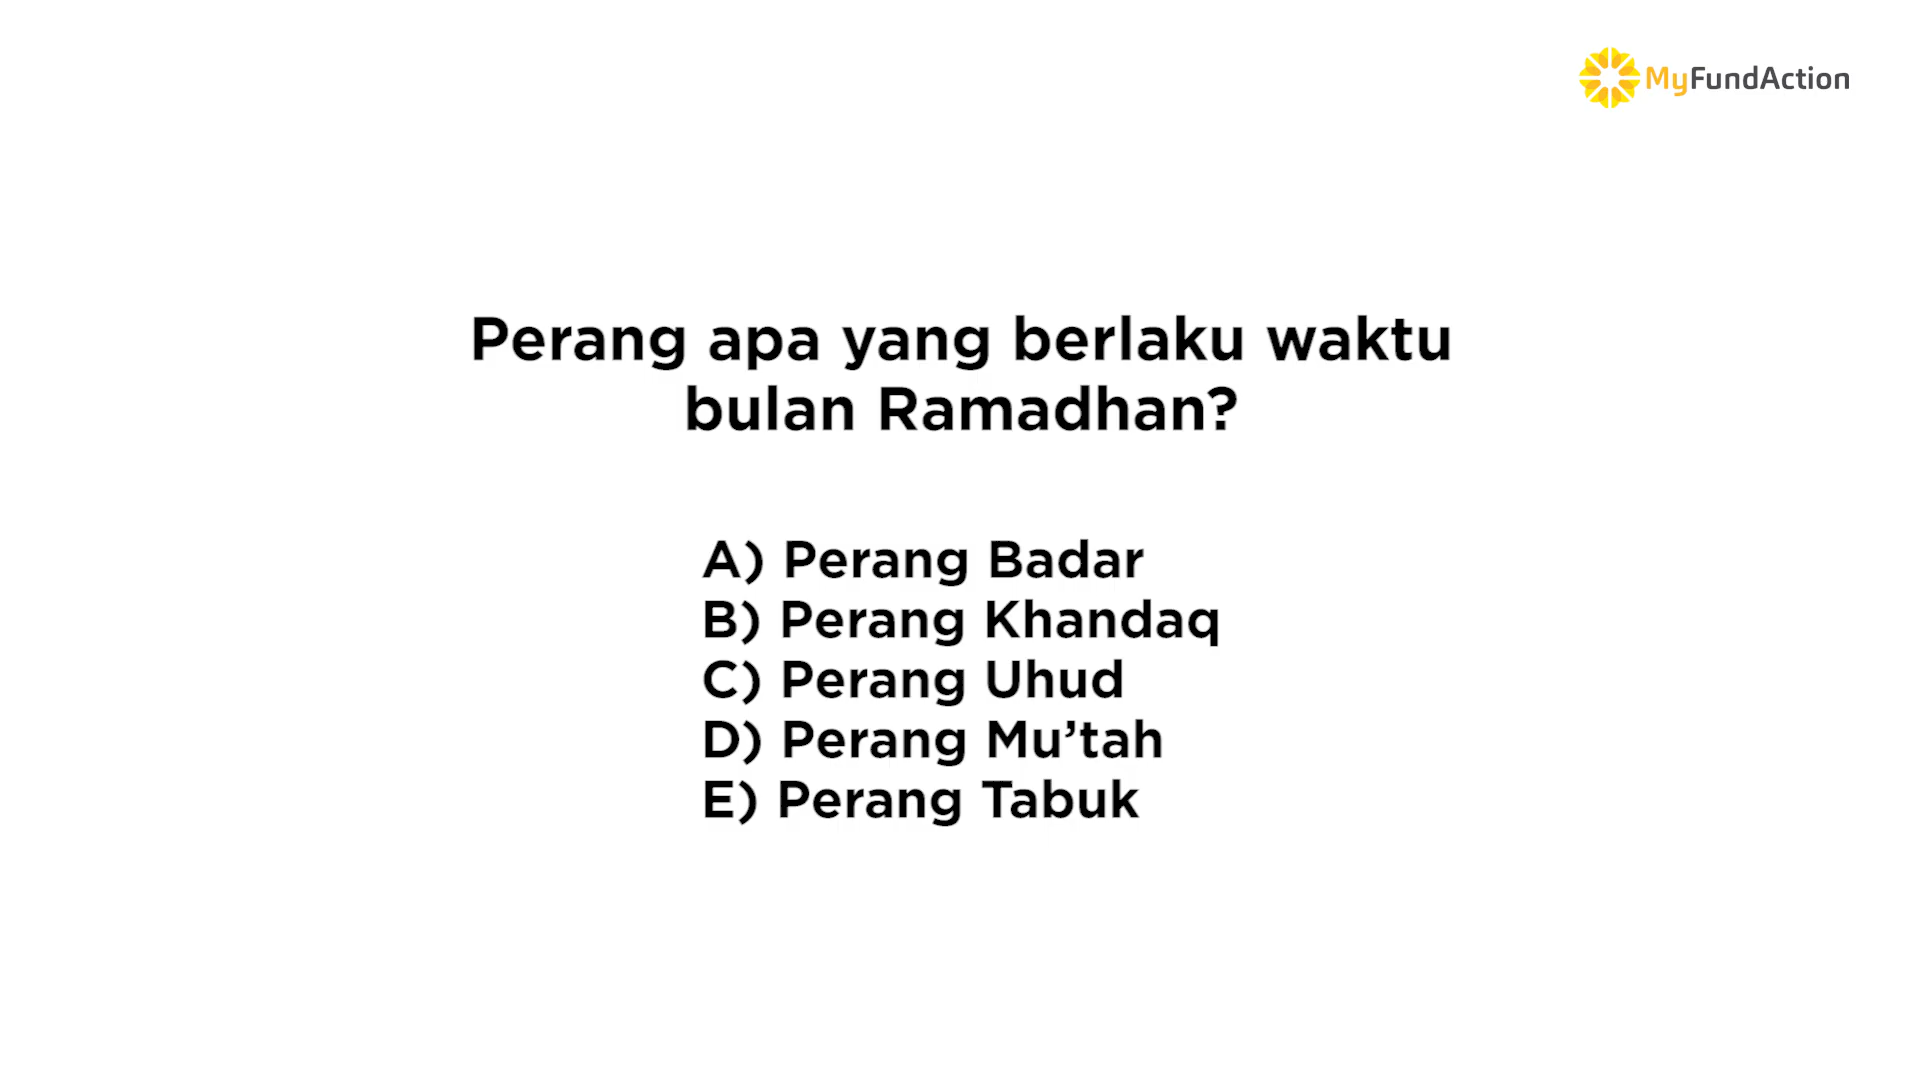 MyFundAction
Perang apa yang berlaku waktu
bulan Ramadhan?
A) Perang Badar
B) Perang Khandaq
C) Perang Uhud
D) Perang Mu’tah
E) Perang Tabuk